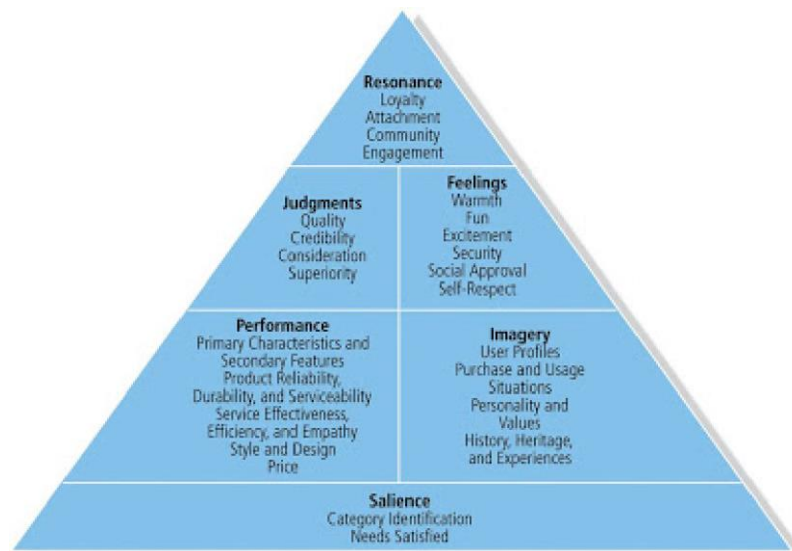 Resonance
Loyalty
Attachment
Community
Engagement
Judgments
Quality
Credibility
Consideration
Superiority
Feelings
Warmth
Fun
Excitement
Security
Social Approval
Self-Respect
Performance
Primary Characteristics and
Secondary Features
Product Reliability,
Durability, and Serviceability
Service Effectiveness,
Efficiency, and Empathy
Style and Design
Price
Imagery
User Profiles
Purchase and Usage
Situations
Personality and
Values
History, Heritage,
and Experiences
Salience
Category Identification
Needs Satisfied